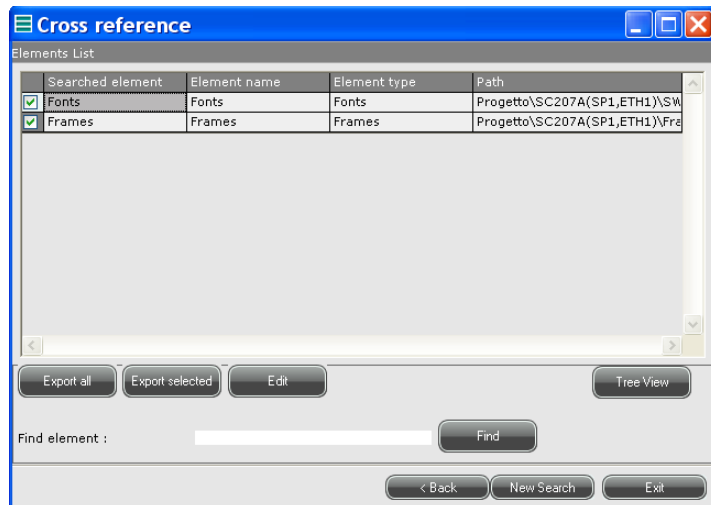 Cross reference
Elements List
Searched element Element name Element type Path
Fonts Fonts Fonts Progetto\SC207A(SP1,ETH1)\SW
Frames Frames Frames Progetto\SC207A(SP1,ETH1)\Fra
Export all Export selected Edit Tree View
Find element : Find
< Back New Search Exit